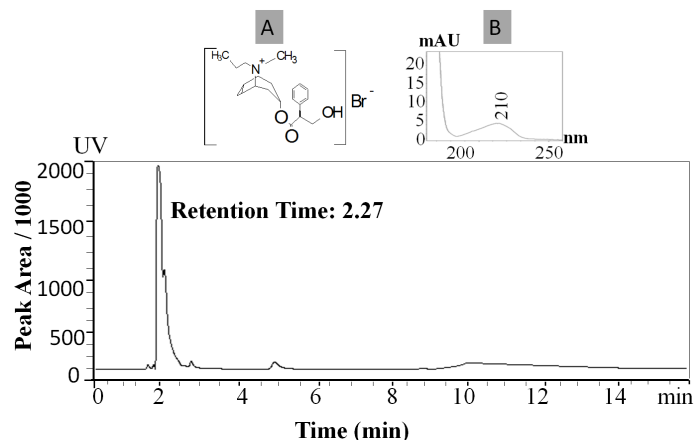 A
B
H₃C
CH₃
N
+
O
O
OH
Br -
mAU
20
15
10
5
0
210
200
250
nm
UV
2000
1500
1000
500
0
Peak Area / 1000
Retention Time: 2.27
0 2 4 6 8 10 12 14 min
Time (min)